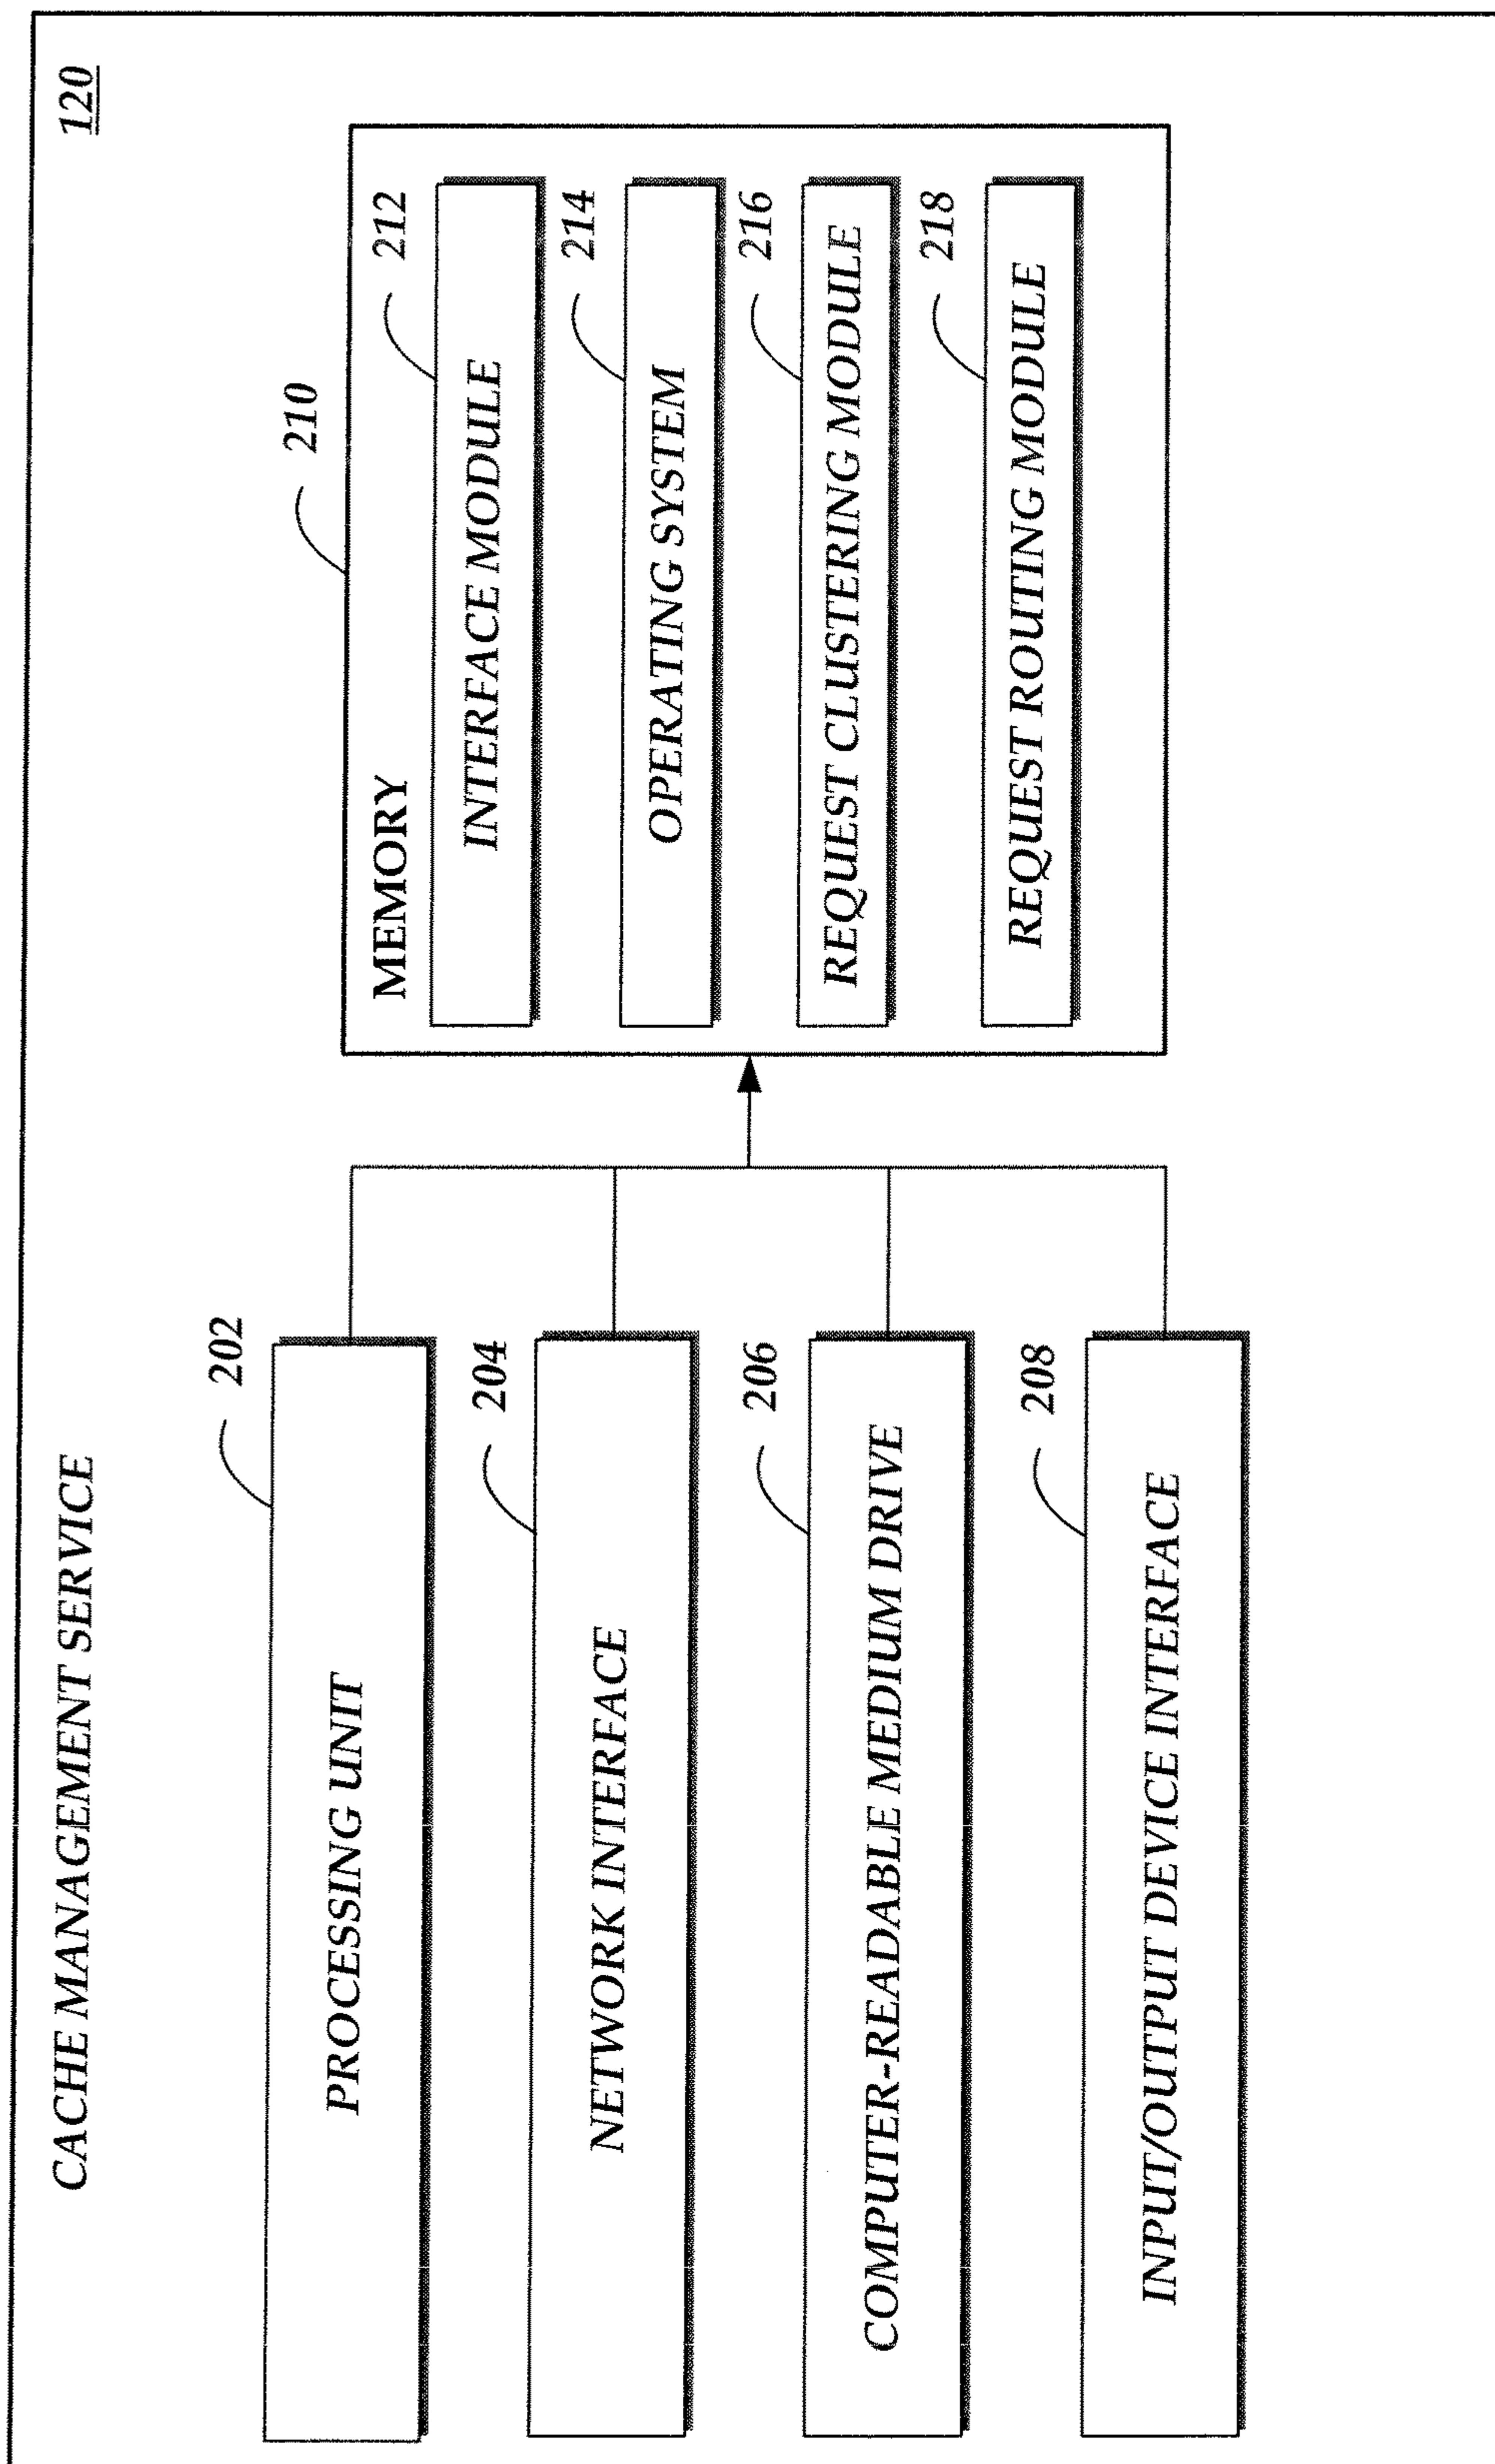 CACHE MANAGEMENT SERVICE
120
202
PROCESSING UNIT
204
NETWORK INTERFACE
206
COMPUTER-READABLE MEDIUM DRIVE
208
INPUT/OUTPUT DEVICE INTERFACE
210
MEMORY
212
INTERFACE MODULE
214
OPERATING SYSTEM
216
REQUEST CLUSTERING MODULE
218
REQUEST ROUTING MODULE